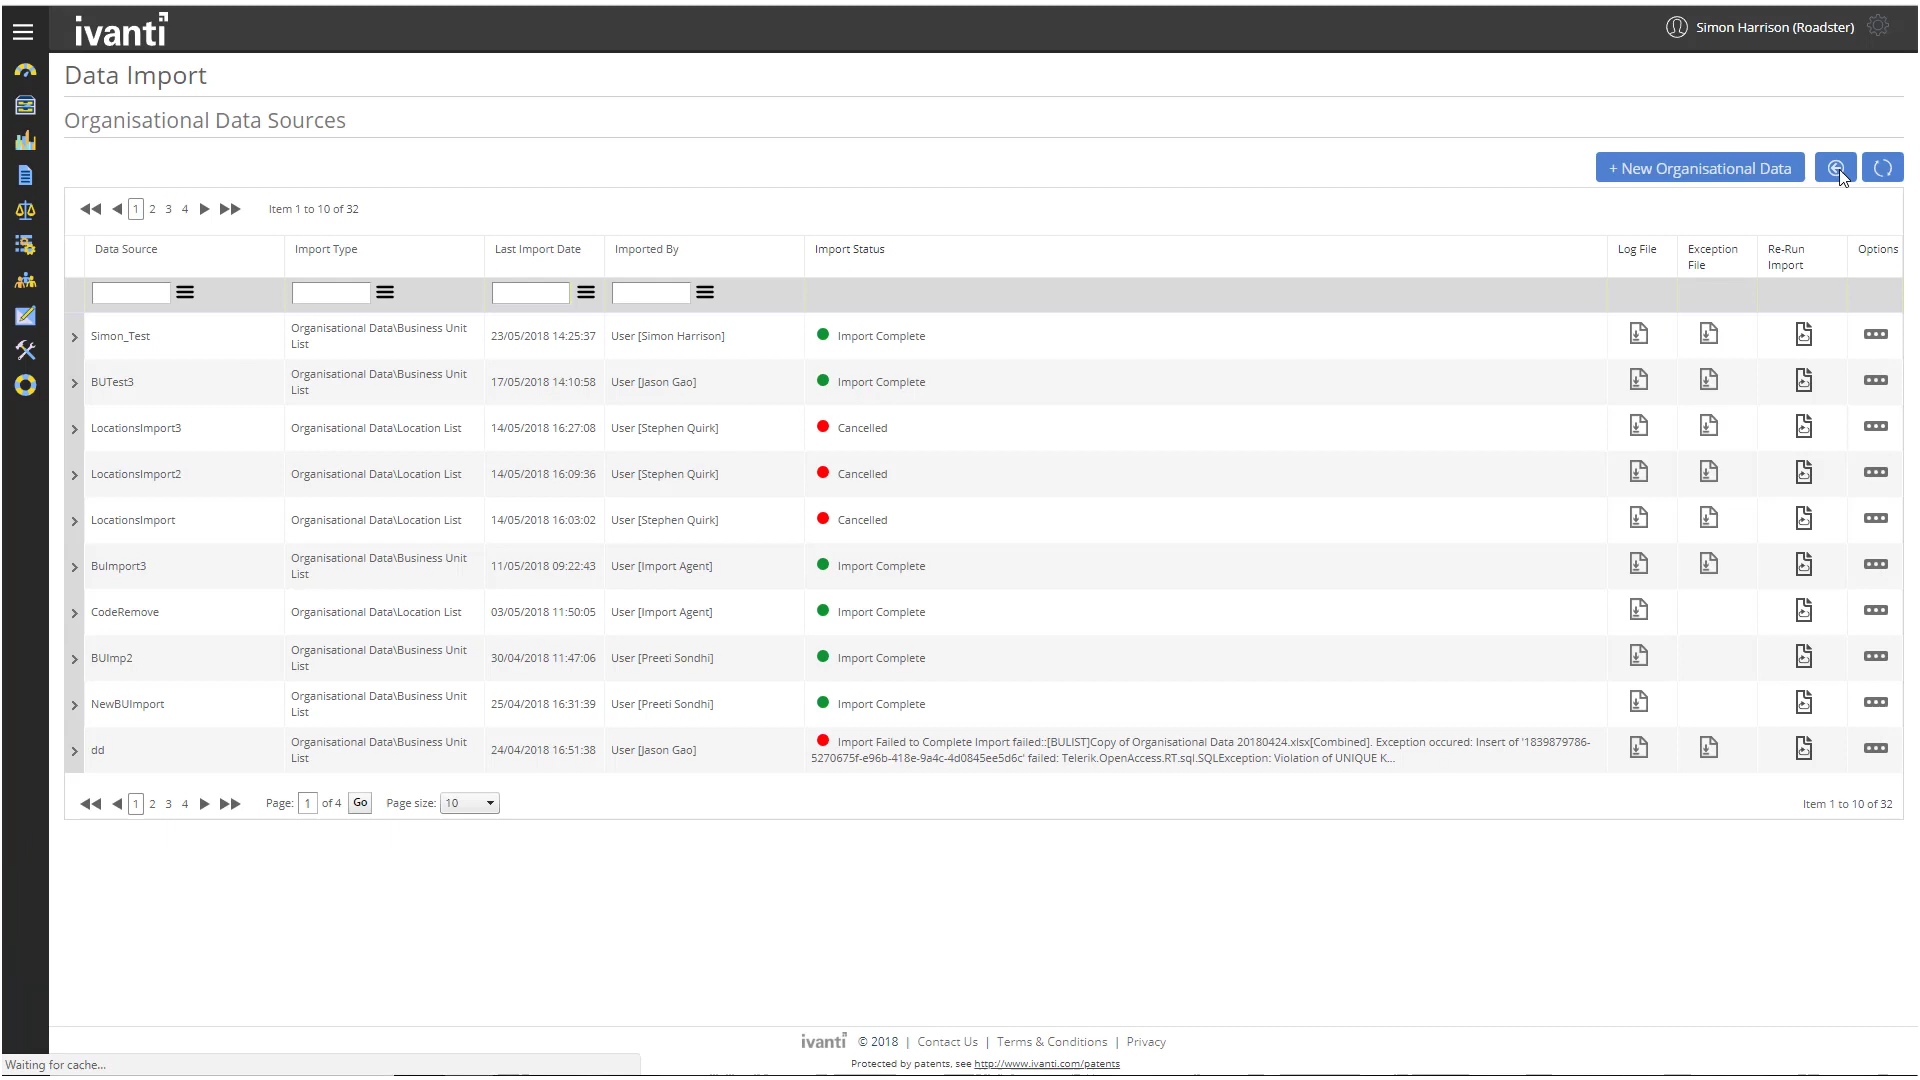 ivanti
Simon Harrison (Roadster)
Data Import
Organisational Data Sources
+ New Organisational Data
1 2 3 4 Item 1 to 10 of 32
Data Source Import Type Last Import Date Imported By Import Status Log File Exception File Re-Run Import Options
Simon_Test Organisational Data\Business Unit List 23/05/2018 14:25:37 User [Simon Harrison] Import Complete
BUTest3 Organisational Data\Business Unit List 17/05/2018 14:10:58 User [Jason Gao] Import Complete
LocationsImport3 Organisational Data\Location List 14/05/2018 16:27:08 User [Stephen Quirk] Cancelled
LocationsImport2 Organisational Data\Location List 14/05/2018 16:09:36 User [Stephen Quirk] Cancelled
LocationsImport Organisational Data\Location List 14/05/2018 16:03:02 User [Stephen Quirk] Cancelled
BuImport3 Organisational Data\Business Unit List 11/05/2018 09:22:43 User [Import Agent] Import Complete
CodeRemove Organisational Data\Location List 03/05/2018 11:50:05 User [Import Agent] Import Complete
BUImp2 Organisational Data\Business Unit List 30/04/2018 11:47:06 User [Preeti Sondhi] Import Complete
NewBUImport Organisational Data\Business Unit List 25/04/2018 16:31:39 User [Preeti Sondhi] Import Complete
dd Organisational Data\Business Unit List 24/04/2018 16:51:38 User [Jason Gao] Import Failed to Complete Import failed::[BULIST]Copy of Organisational Data 20180424.xlsx[Combined]. Exception occured: Insert of '1839879786-
5270675f-e96b-418e-9a4c-4d0845ee5d6c' failed: Telerik.OpenAccess.RT.sql.SQLException: Violation of UNIQUE K...
1 2 3 4 Page: 1 of 4 Go Page size: 10 Item 1 to 10 of 32
ivanti © 2018 | Contact Us | Terms & Conditions | Privacy
Protected by patents, see http://www.ivanti.com/patents
Waiting for cache...